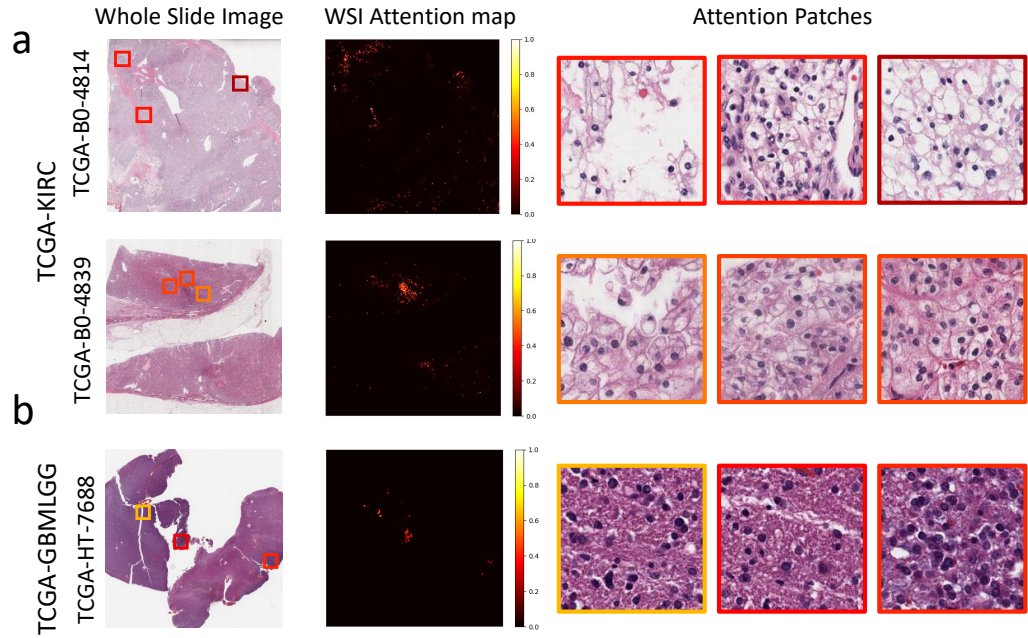 Whole Slide Image
WSI Attention map
Attention Patches
a
TCGA-KIRC
TCGA-B0-4814
1.0
0.8
0.6
0.4
0.2
0.0
TCGA-B0-4839
1.0
0.8
0.6
0.4
0.2
0.0
b
TCGA-GBMLGG
TCGA-HT-7688
1.0
0.8
0.6
0.4
0.2
0.0